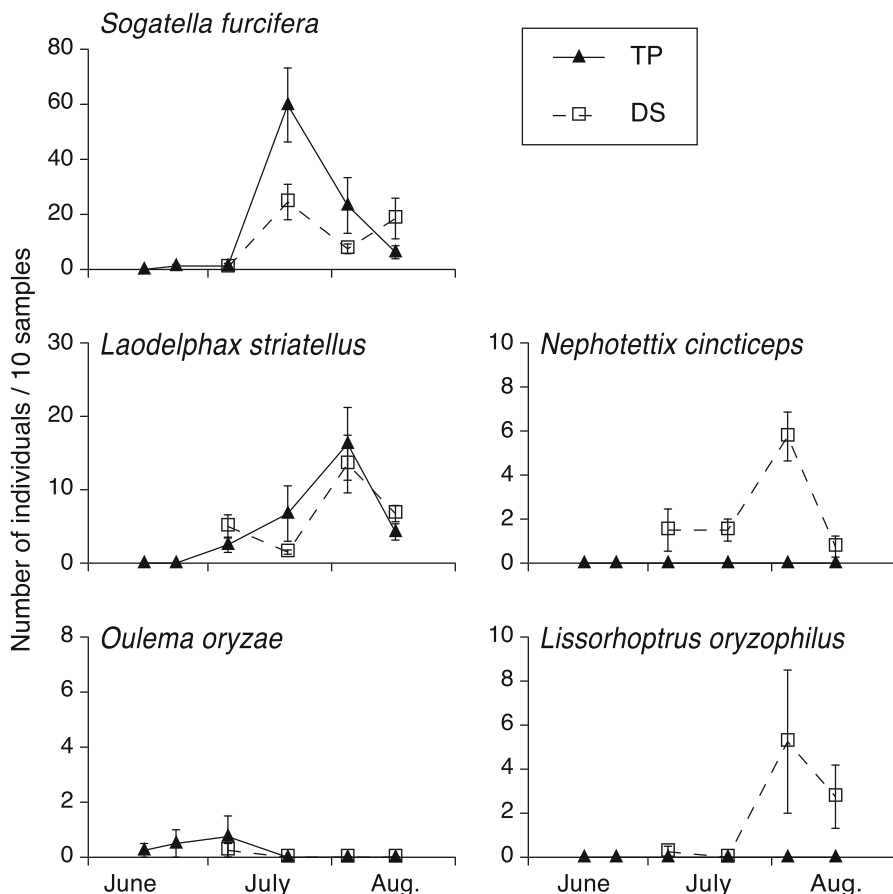 Sogatella furcifera
80
60
40
20
0
TP
DS
Number of individuals / 10 samples
Laodelphax striatellus
30
20
10
0
Nephotettix cincticeps
10
8
6
4
2
0
Oulema oryzae
8
6
4
2
0
June
July
Aug.
Lissorhoptrus oryzophilus
10
8
6
4
2
0
June
July
Aug.